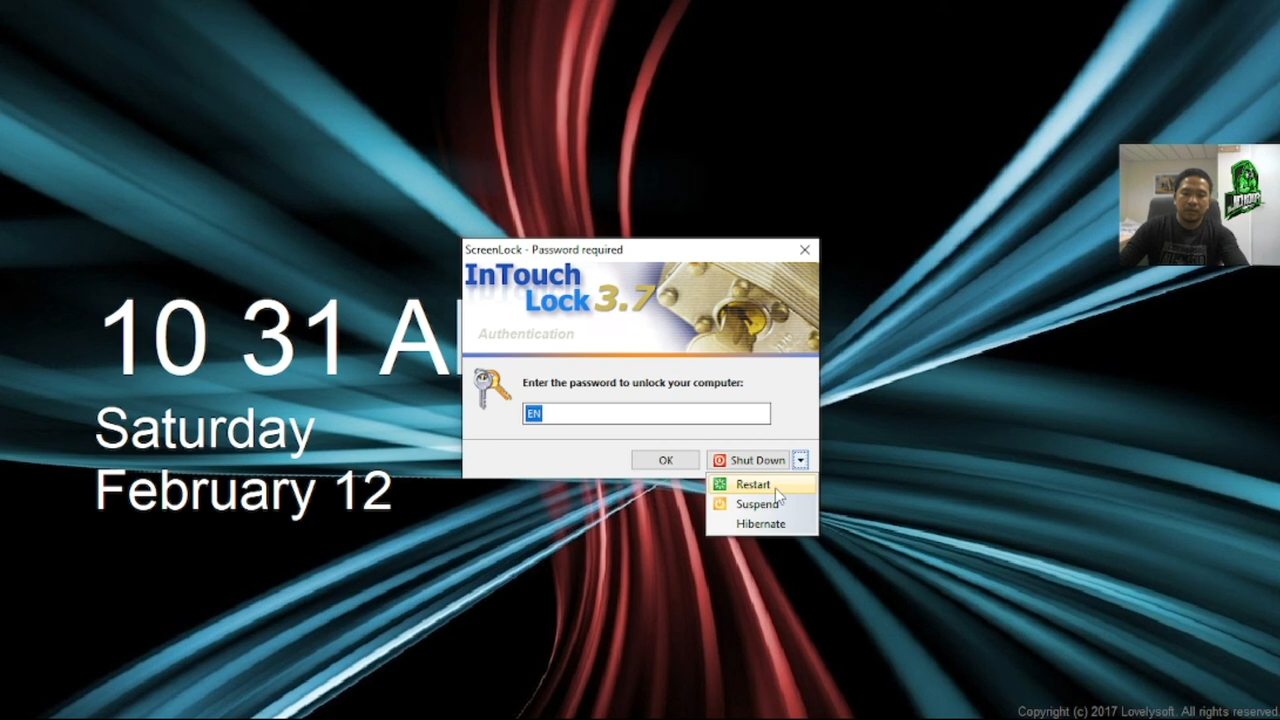 ScreenLock - Password required
InTouch
Lock 3.7
Authentication
10 31 A
Enter the password to unlock your computer:
EN
Saturday
OK
Shut Down
February 12
Restart
Suspend
Hibernate
Copyright (c) 2017 Lovelysoft. All rights reserved.